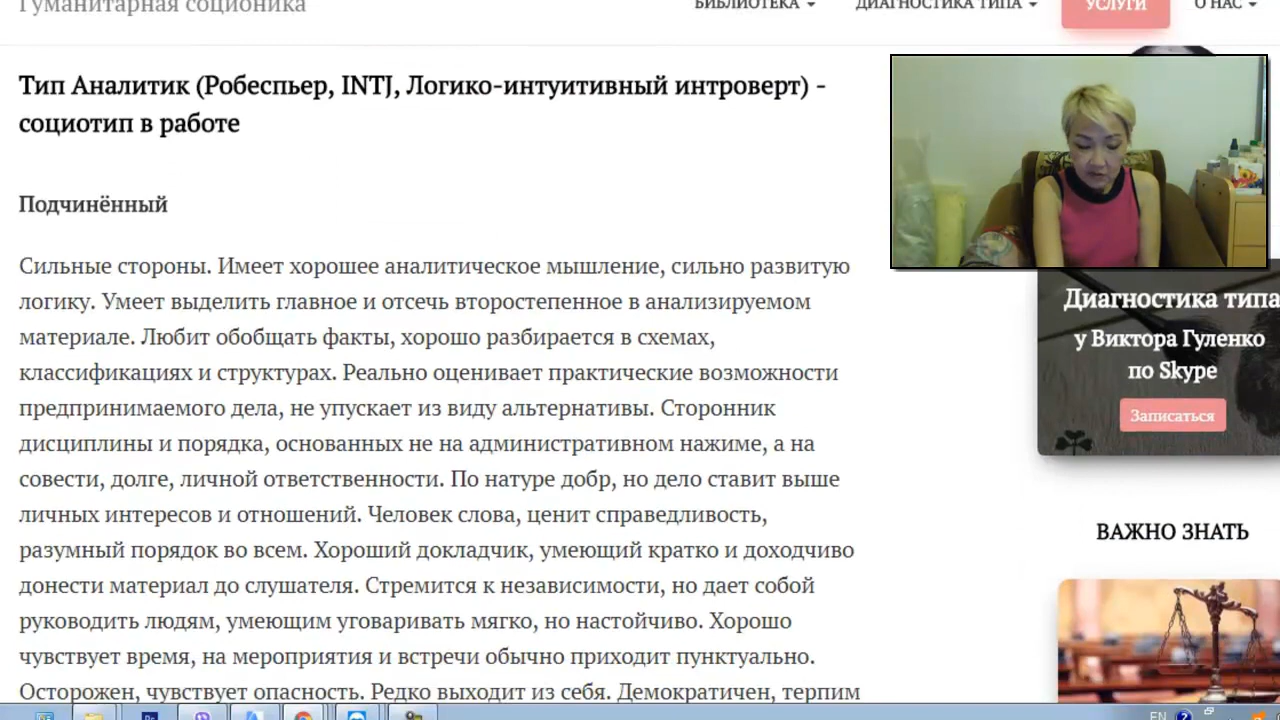 Гуманитарная соционика
БИБЛИОТЕКА
ДИАГНОСТИКА ТИПА
УСЛУГИ
О НАС
Тип Аналитик (Робеспьер, INTJ, Логико-интуитивный интроверт) -
социотип в работе
Подчинённый
Сильные стороны. Имеет хорошее аналитическое мышление, сильно развитую
логику. Умеет выделить главное и отсечь второстепенное в анализируемом
материале. Любит обобщать факты, хорошо разбирается в схемах,
классификациях и структурах. Реально оценивает практические возможности
предпринимаемого дела, не упускает из виду альтернативы. Сторонник
дисциплины и порядка, основанных не на административном нажиме, а на
совести, долге, личной ответственности. По натуре добр, но дело ставит выше
личных интересов и отношений. Человек слова, ценит справедливость,
разумный порядок во всем. Хороший докладчик, умеющий кратко и доходчиво
донести материал до слушателя. Стремится к независимости, но дает собой
руководить людям, умеющим уговаривать мягко, но настойчиво. Хорошо
чувствует время, на мероприятия и встречи обычно приходит пунктуально.
Осторожен, чувствует опасность. Редко выходит из себя. Демократичен, терпим
Диагностика типа
у Виктора Гуленко
по Skype
Записаться
ВАЖНО ЗНАТЬ
EN